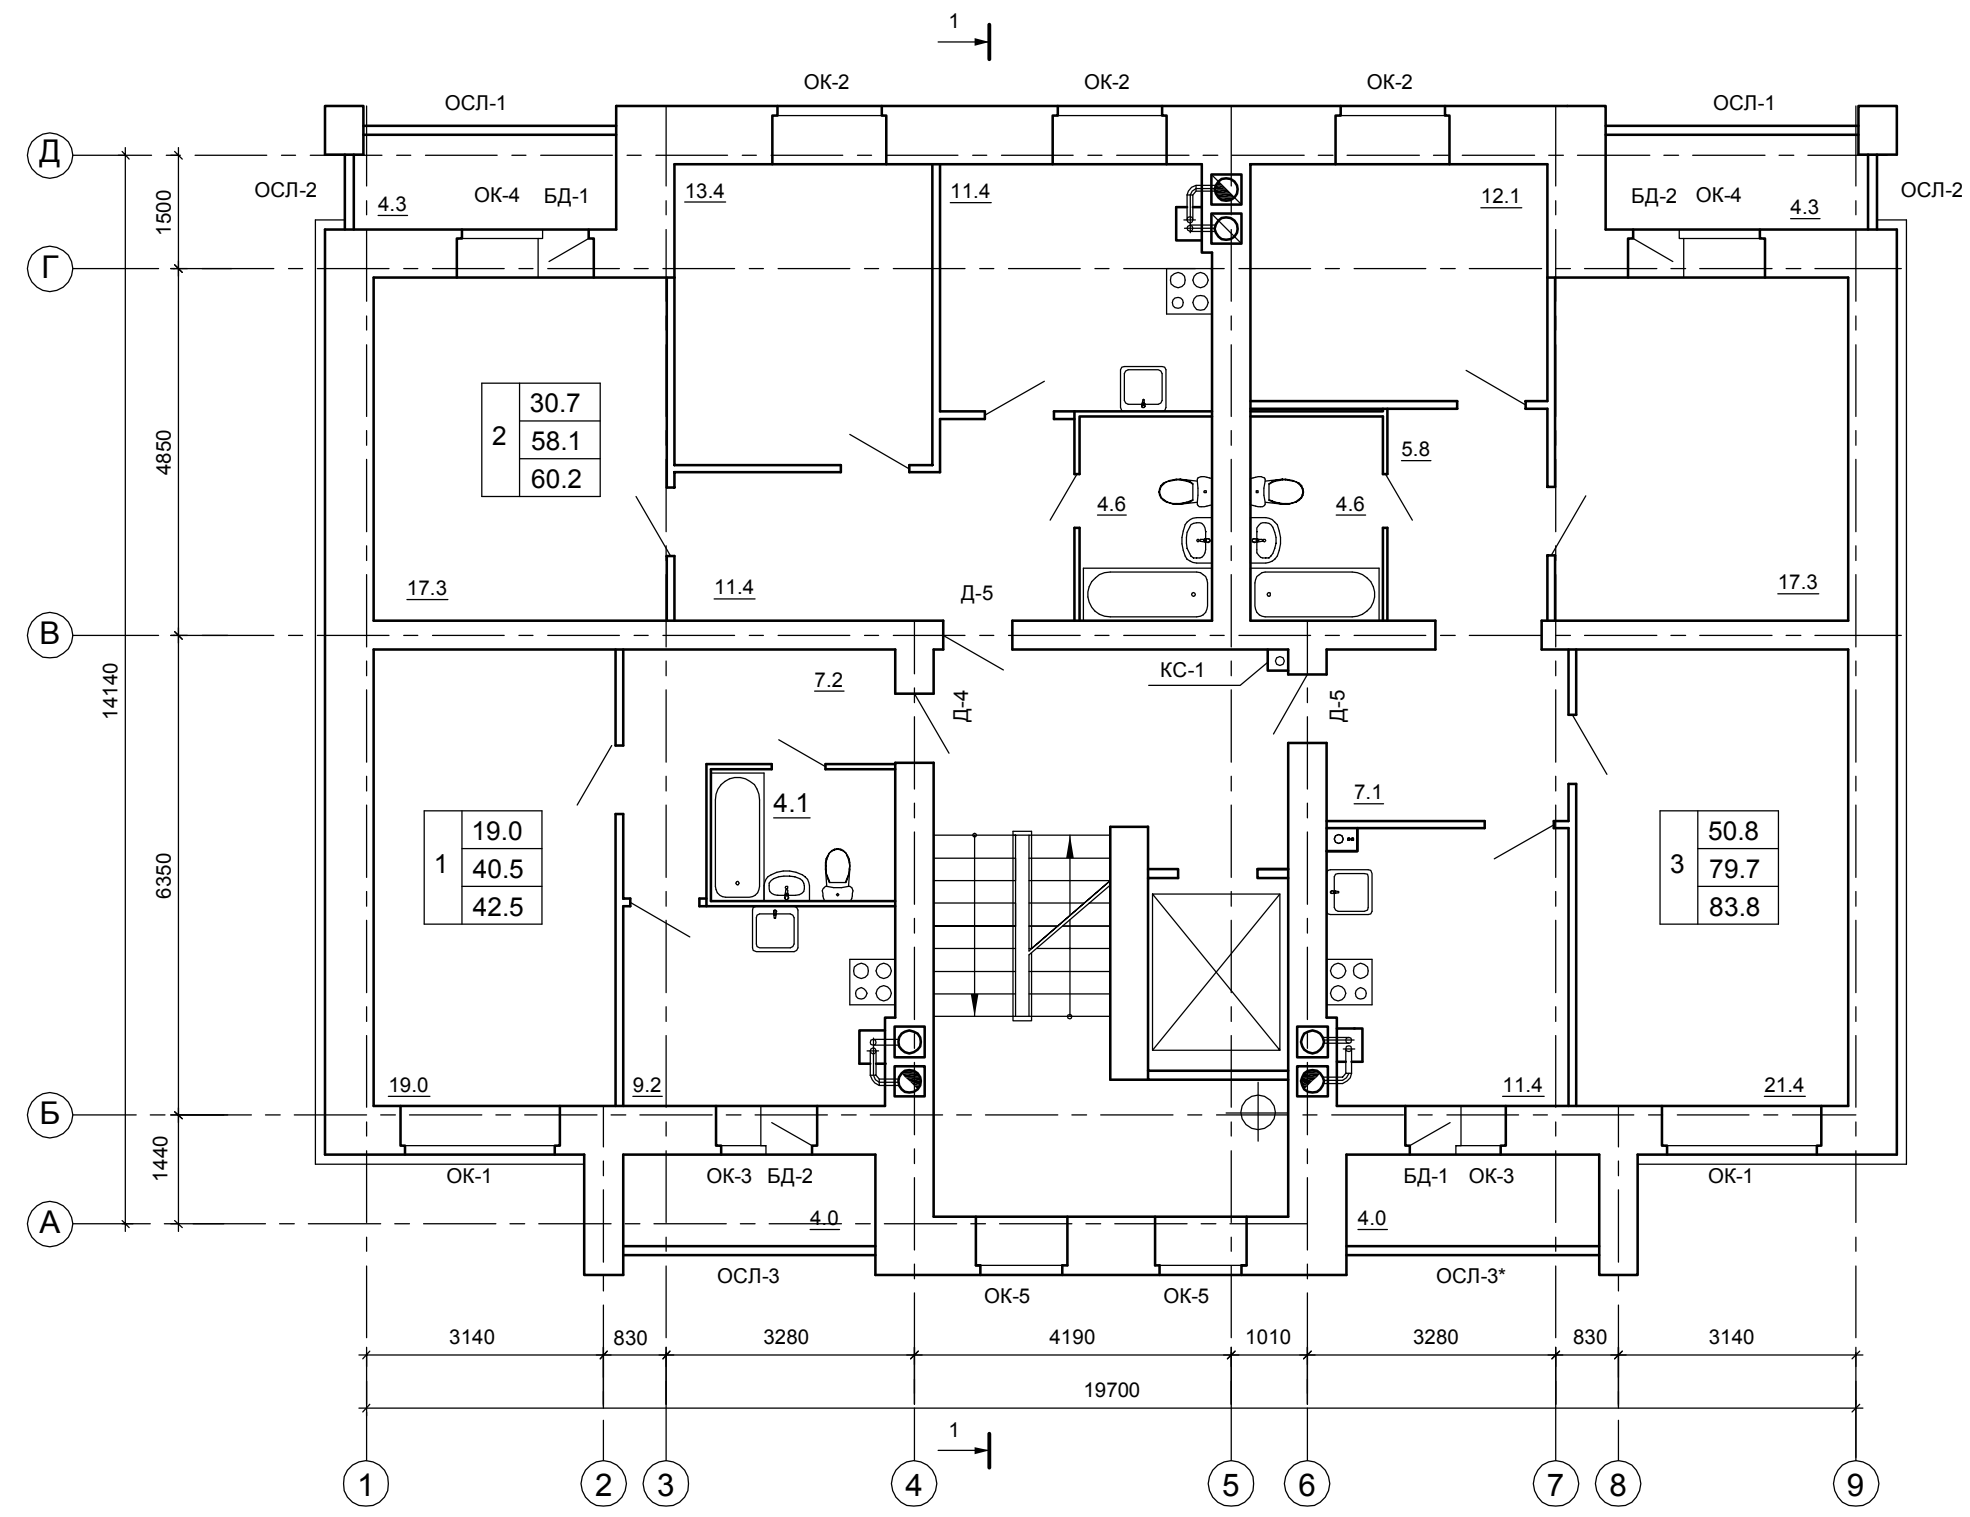 1
ОК-2 ОК-2 ОК-2
ОСЛ-1 ОСЛ-1
Д
ОСЛ-2 4.3 ОК-4 БД-1 13.4 11.4 12.1 БД-2 ОК-4 4.3 ОСЛ-2
1500
Г
2 30.7
58.1
60.2
4850
5.8
4.6 4.6
17.3 11.4 Д-5 17.3
В
14140
7.2 Д-4 КС-1 Д-5
4.1 7.1
1 19.0
40.5
42.5
3 50.8
79.7
83.8
6350
19.0 9.2 11.4 21.4
Б
1440
ОК-1 ОК-3 БД-2 БД-1 ОК-3 ОК-1
А
4.0 4.0
ОСЛ-3 ОСЛ-3*
ОК-5 ОК-5
3140 830 3280 4190 1010 3280 830 3140
19700
1
1 2 3 4 5 6 7 8 9